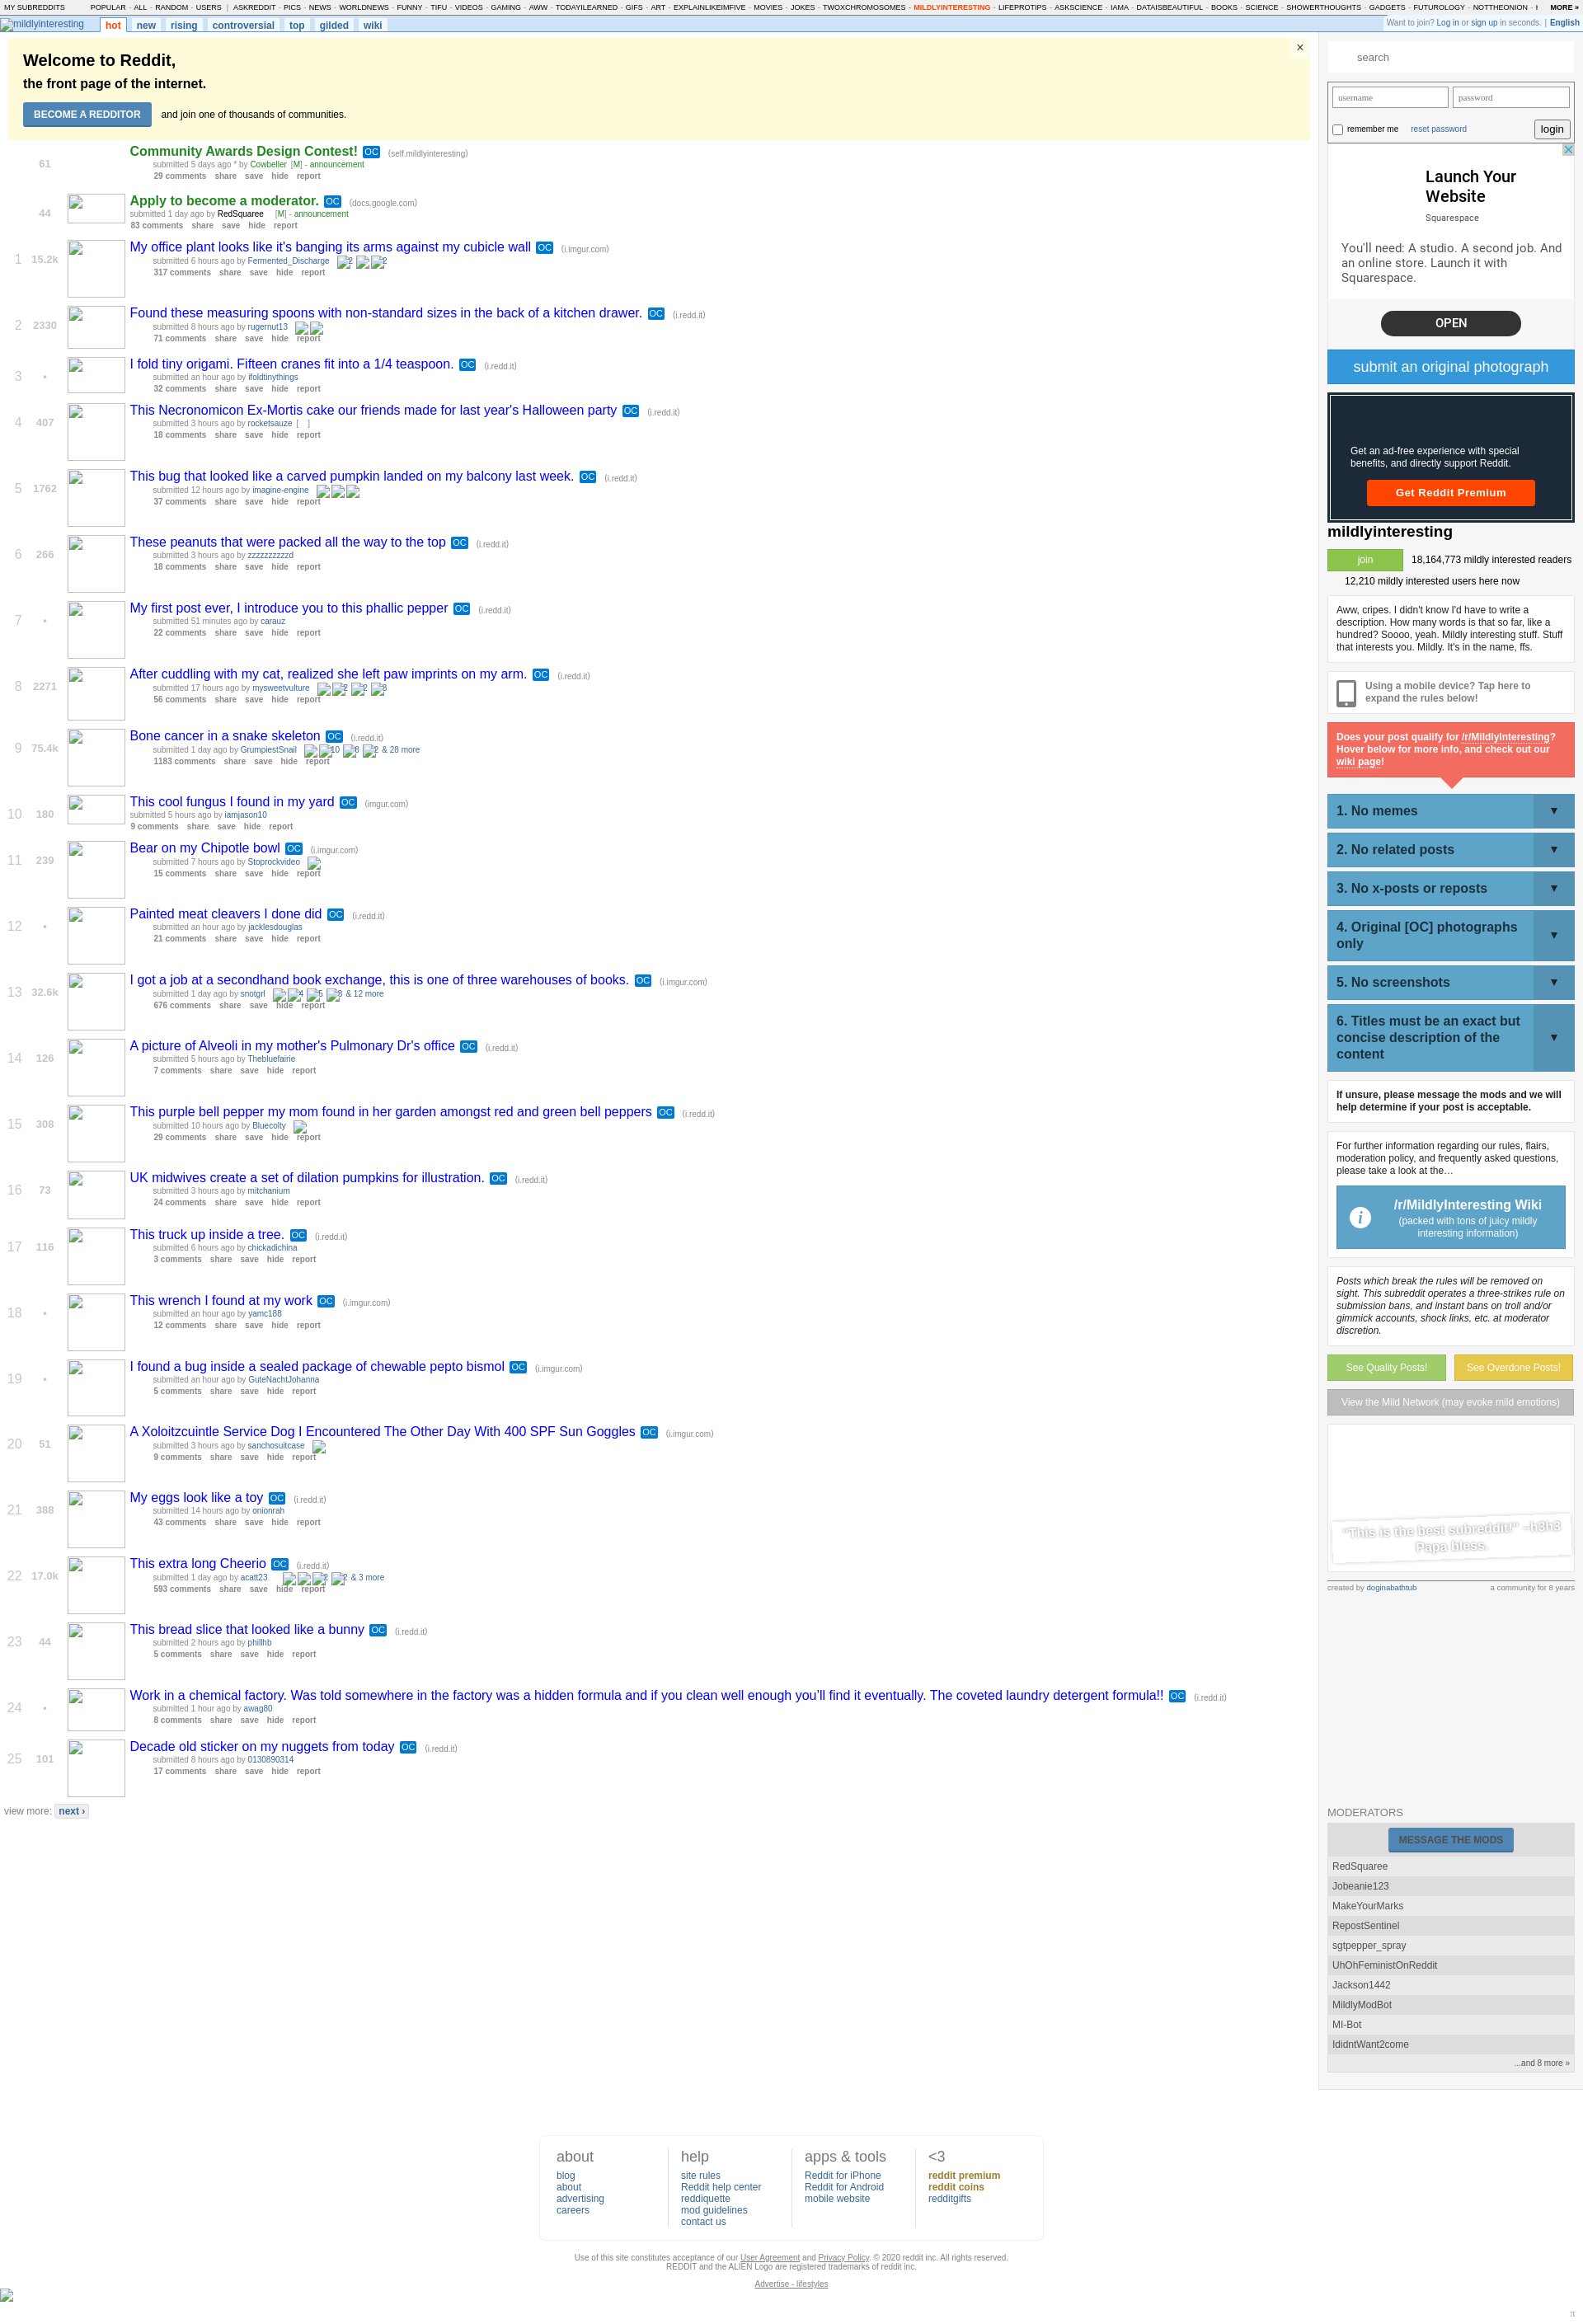 MY SUBREDDITS POPULAR - ALL - RANDOM - USERS | ASKREDDIT - PICS - NEWS - WORLDNEWS - FUNNY - TIFU - VIDEOS - GAMING - AWW - TODAYILEARNED - GIFS - ART - EXPLAINLIKEIMFIVE - MOVIES - JOKES - TWOXCHROMOSOMES - MILDLYINTERESTING - LIFEPROTIPS - ASKSCIENCE - IAMA - DATAISBEAUTIFUL - BOOKS - SCIENCE - SHOWERTHOUGHTS - GADGETS - FUTUROLOGY - NOTTHEONION - MORE »
mildlyinteresting hot new rising controversial top gilded wiki
Want to join? Log in or sign up in seconds. | English
Welcome to Reddit,
the front page of the internet.
BECOME A REDDITOR and join one of thousands of communities.
×
61
Community Awards Design Contest! OC (self.mildlyinteresting)
submitted 5 days ago * by Cowbeller [M] - announcement
29 comments share save hide report
44
Apply to become a moderator. OC (docs.google.com)
submitted 1 day ago by RedSquaree [M] - announcement
83 comments share save hide report
1 15.2k
My office plant looks like it's banging its arms against my cubicle wall OC (i.imgur.com)
submitted 6 hours ago by Fermented_Discharge 2 2
317 comments share save hide report
2 2330
Found these measuring spoons with non-standard sizes in the back of a kitchen drawer. OC (i.redd.it)
submitted 8 hours ago by rugernut13
71 comments share save hide report
3 •
I fold tiny origami. Fifteen cranes fit into a 1/4 teaspoon. OC (i.redd.it)
submitted an hour ago by ifoldtinythings
32 comments share save hide report
4 407
This Necronomicon Ex-Mortis cake our friends made for last year's Halloween party OC (i.redd.it)
submitted 3 hours ago by rocketsauze [ ]
18 comments share save hide report
5 1762
This bug that looked like a carved pumpkin landed on my balcony last week. OC (i.redd.it)
submitted 12 hours ago by imagine-engine
37 comments share save hide report
6 266
These peanuts that were packed all the way to the top OC (i.redd.it)
submitted 3 hours ago by zzzzzzzzzzd
18 comments share save hide report
7 •
My first post ever, I introduce you to this phallic pepper OC (i.redd.it)
submitted 51 minutes ago by carauz
22 comments share save hide report
8 2271
After cuddling with my cat, realized she left paw imprints on my arm. OC (i.redd.it)
submitted 17 hours ago by mysweetvulture 2 2 3
56 comments share save hide report
9 75.4k
Bone cancer in a snake skeleton OC (i.redd.it)
submitted 1 day ago by GrumpiestSnail 10 8 2 & 28 more
1183 comments share save hide report
10 180
This cool fungus I found in my yard OC (imgur.com)
submitted 5 hours ago by iamjason10
9 comments share save hide report
11 239
Bear on my Chipotle bowl OC (i.imgur.com)
submitted 7 hours ago by Stoprockvideo
15 comments share save hide report
12 •
Painted meat cleavers I done did OC (i.redd.it)
submitted an hour ago by jacklesdouglas
21 comments share save hide report
13 32.6k
I got a job at a secondhand book exchange, this is one of three warehouses of books. OC (i.imgur.com)
submitted 1 day ago by snotgrl 4 5 3 & 12 more
676 comments share save hide report
14 126
A picture of Alveoli in my mother's Pulmonary Dr's office OC (i.redd.it)
submitted 5 hours ago by Thebluefairie
7 comments share save hide report
15 308
This purple bell pepper my mom found in her garden amongst red and green bell peppers OC (i.redd.it)
submitted 10 hours ago by Bluecolty
29 comments share save hide report
16 73
UK midwives create a set of dilation pumpkins for illustration. OC (i.redd.it)
submitted 3 hours ago by mitchanium
24 comments share save hide report
17 116
This truck up inside a tree. OC (i.redd.it)
submitted 6 hours ago by chickadichina
3 comments share save hide report
18 •
This wrench I found at my work OC (i.imgur.com)
submitted an hour ago by yamc188
12 comments share save hide report
19 •
I found a bug inside a sealed package of chewable pepto bismol OC (i.imgur.com)
submitted an hour ago by GuteNachtJohanna
5 comments share save hide report
20 51
A Xoloitzcuintle Service Dog I Encountered The Other Day With 400 SPF Sun Goggles OC (i.imgur.com)
submitted 3 hours ago by sanchosuitcase
9 comments share save hide report
21 388
My eggs look like a toy OC (i.redd.it)
submitted 14 hours ago by onionrah
43 comments share save hide report
22 17.0k
This extra long Cheerio OC (i.redd.it)
submitted 1 day ago by acatt23 2 2 & 3 more
593 comments share save hide report
23 44
This bread slice that looked like a bunny OC (i.redd.it)
submitted 2 hours ago by phillhb
5 comments share save hide report
24 •
Work in a chemical factory. Was told somewhere in the factory was a hidden formula and if you clean well enough you’ll find it eventually. The coveted laundry detergent formula!! OC (i.redd.it)
submitted 1 hour ago by awag80
8 comments share save hide report
25 101
Decade old sticker on my nuggets from today OC (i.redd.it)
submitted 8 hours ago by 0130890314
17 comments share save hide report
view more: next ›
search
username password
remember me reset password login
Launch Your
Website
Squarespace
You'll need: A studio. A second job. And
an online store. Launch it with
Squarespace.
OPEN
submit an original photograph
Get an ad-free experience with special
benefits, and directly support Reddit.
Get Reddit Premium
mildlyinteresting
join 18,164,773 mildly interested readers
12,210 mildly interested users here now
Aww, cripes. I didn't know I'd have to write a
description. How many words is that so far, like a
hundred? Soooo, yeah. Mildly interesting stuff. Stuff
that interests you. Mildly. It's in the name, ffs.
Using a mobile device? Tap here to
expand the rules below!
Does your post qualify for /r/MildlyInteresting?
Hover below for more info, and check out our
wiki page!
1. No memes ▼
2. No related posts ▼
3. No x-posts or reposts ▼
4. Original [OC] photographs
only ▼
5. No screenshots ▼
6. Titles must be an exact but
concise description of the
content ▼
If unsure, please message the mods and we will
help determine if your post is acceptable.
For further information regarding our rules, flairs,
moderation policy, and frequently asked questions,
please take a look at the…
i /r/MildlyInteresting Wiki
(packed with tons of juicy mildly
interesting information)
Posts which break the rules will be removed on
sight. This subreddit operates a three-strikes rule on
submission bans, and instant bans on troll and/or
gimmick accounts, shock links, etc. at moderator
discretion.
See Quality Posts! See Overdone Posts!
View the Mild Network (may evoke mild emotions)
"This is the best subreddit!" ~h3h3
Papa bless.
created by doginabathtub a community for 8 years
MODERATORS
MESSAGE THE MODS
RedSquaree
Jobeanie123
MakeYourMarks
RepostSentinel
sgtpepper_spray
UhOhFeministOnReddit
Jackson1442
MildlyModBot
MI-Bot
IdidntWant2come
...and 8 more »
about
blog
about
advertising
careers
help
site rules
Reddit help center
reddiquette
mod guidelines
contact us
apps & tools
Reddit for iPhone
Reddit for Android
mobile website
<3
reddit premium
reddit coins
redditgifts
Use of this site constitutes acceptance of our User Agreement and Privacy Policy. © 2020 reddit inc. All rights reserved.
REDDIT and the ALIEN Logo are registered trademarks of reddit inc.
Advertise - lifestyles
π